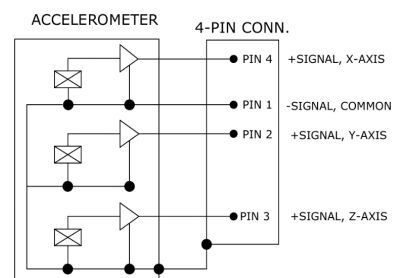 ACCELEROMETER
4-PIN CONN.
PIN 4 +SIGNAL, X-AXIS
PIN 1 -SIGNAL, COMMON
PIN 2 +SIGNAL, Y-AXIS
PIN 3 +SIGNAL, Z-AXIS